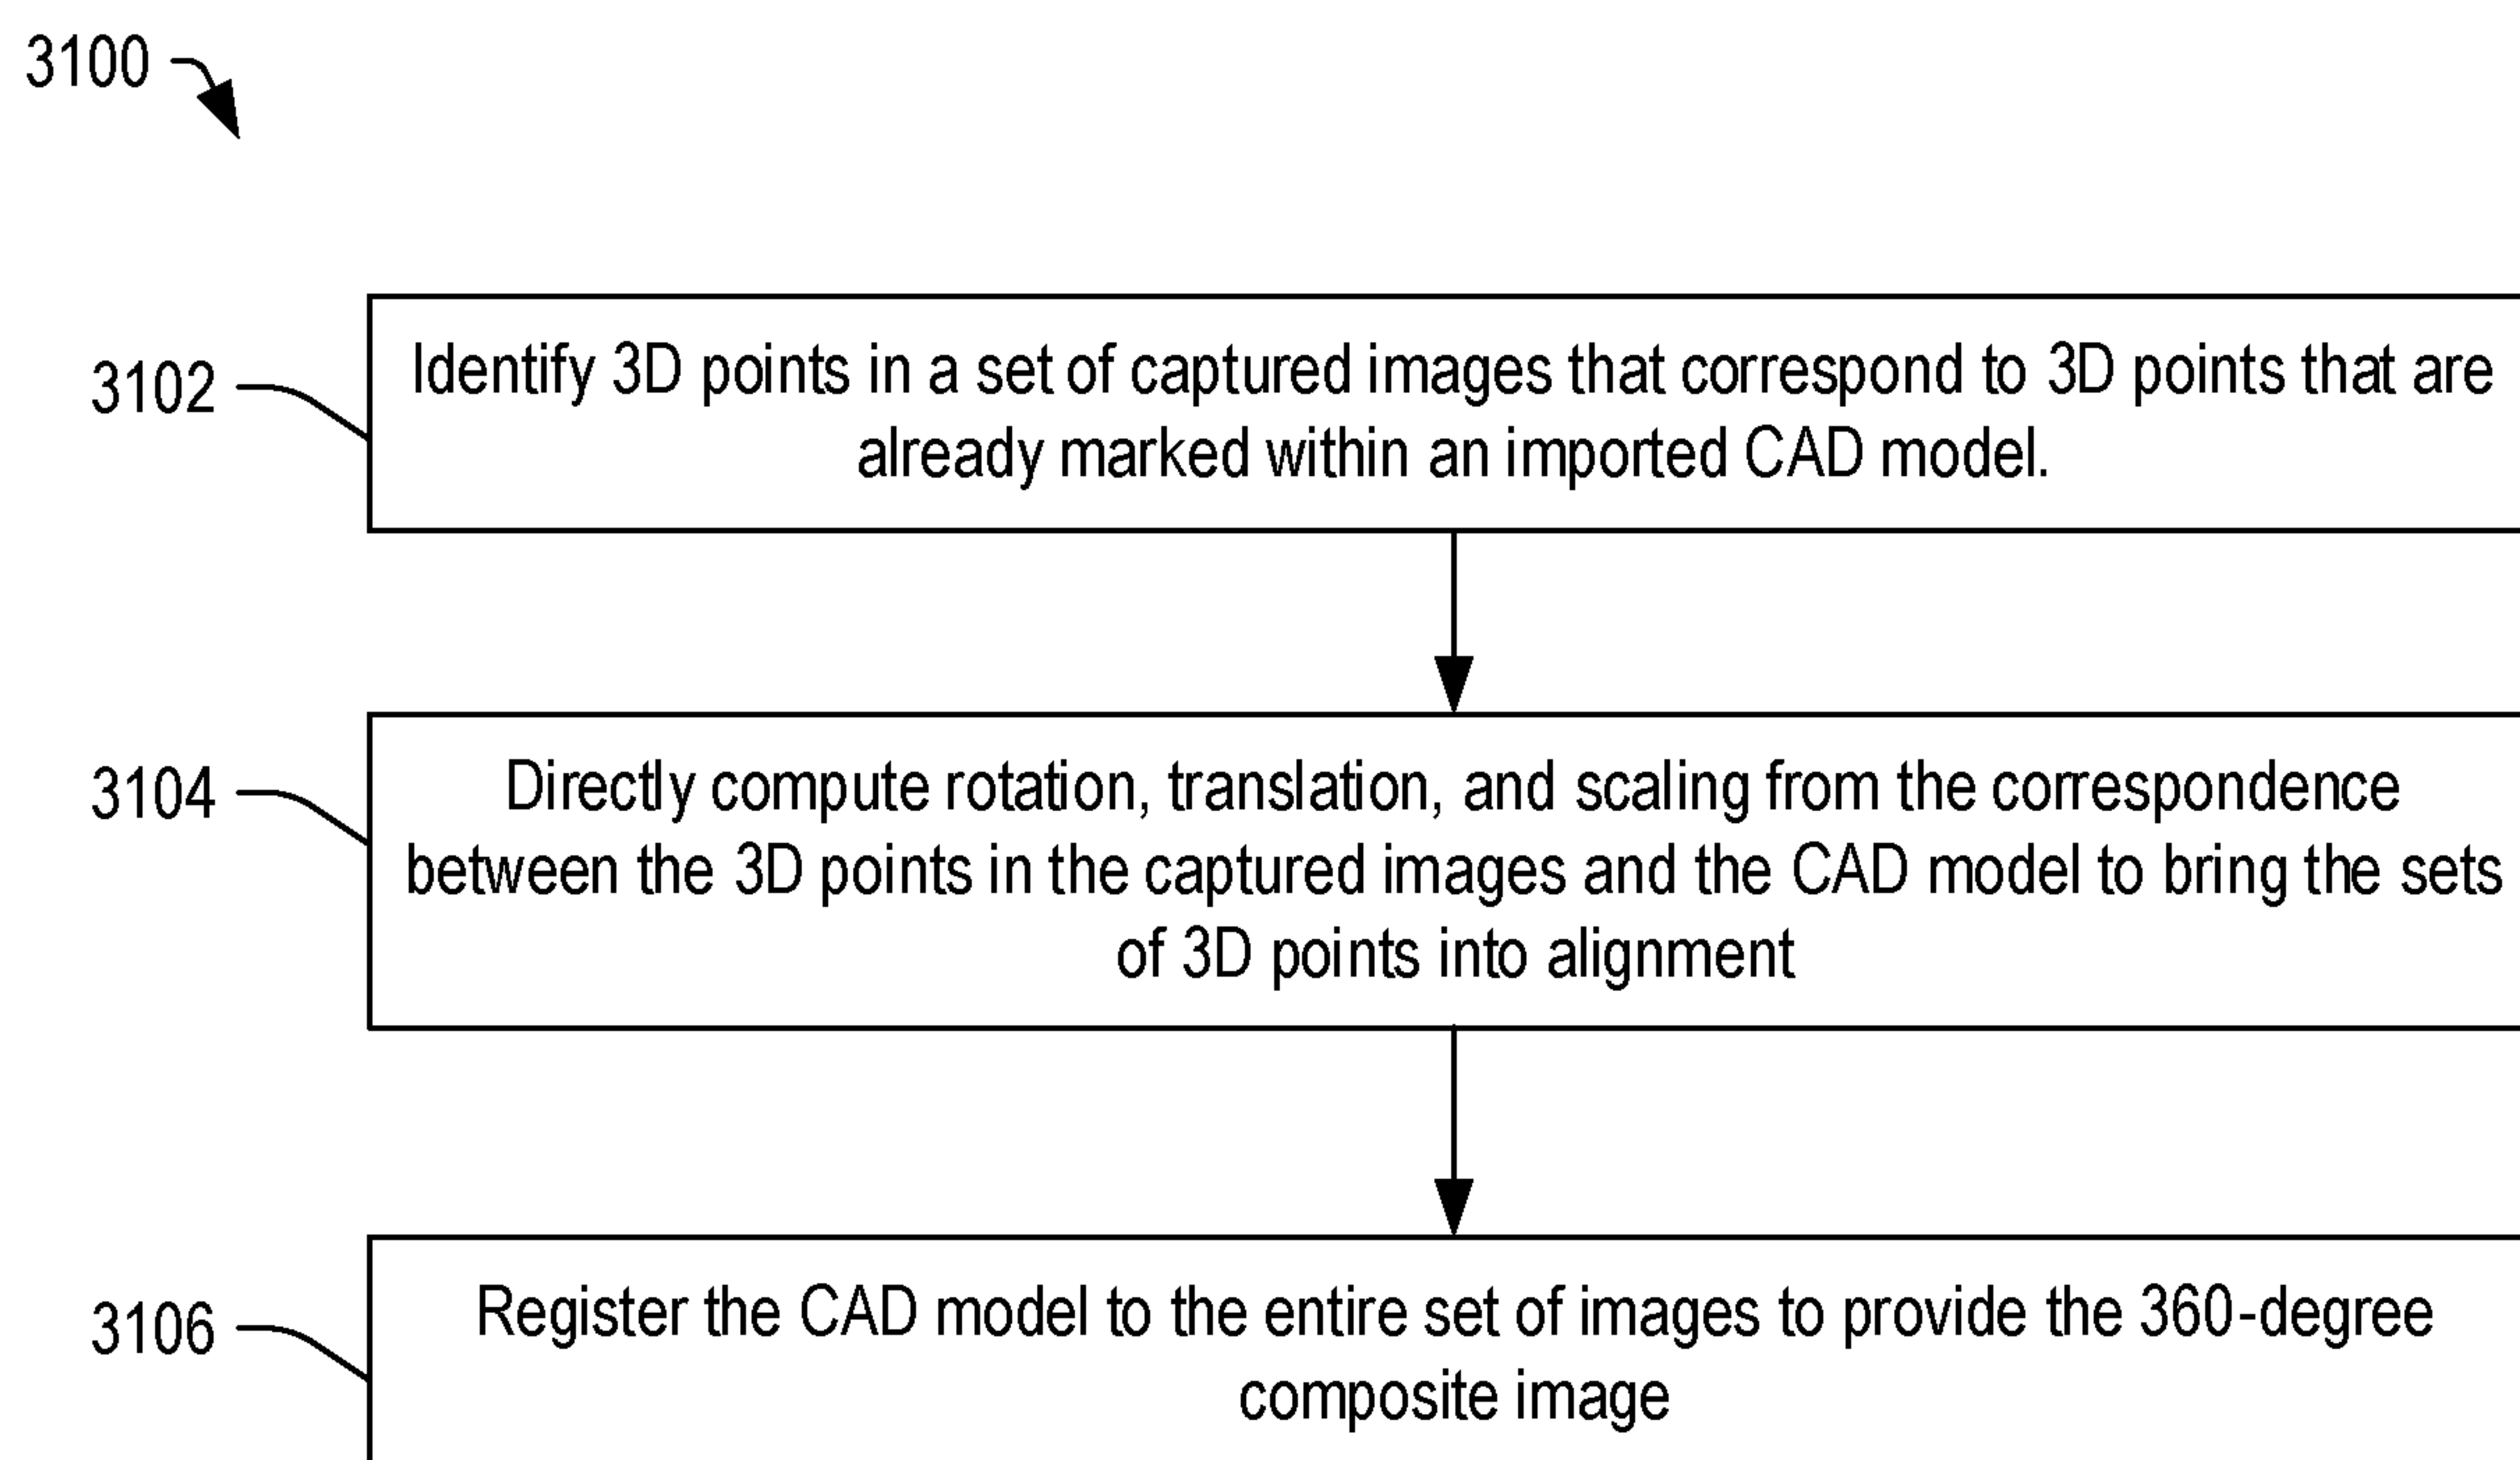 3100
3102
Identify 3D points in a set of captured images that correspond to 3D points that are
already marked within an imported CAD model.
3104
Directly compute rotation, translation, and scaling from the correspondence
between the 3D points in the captured images and the CAD model to bring the sets
of 3D points into alignment
3106
Register the CAD model to the entire set of images to provide the 360-degree
composite image